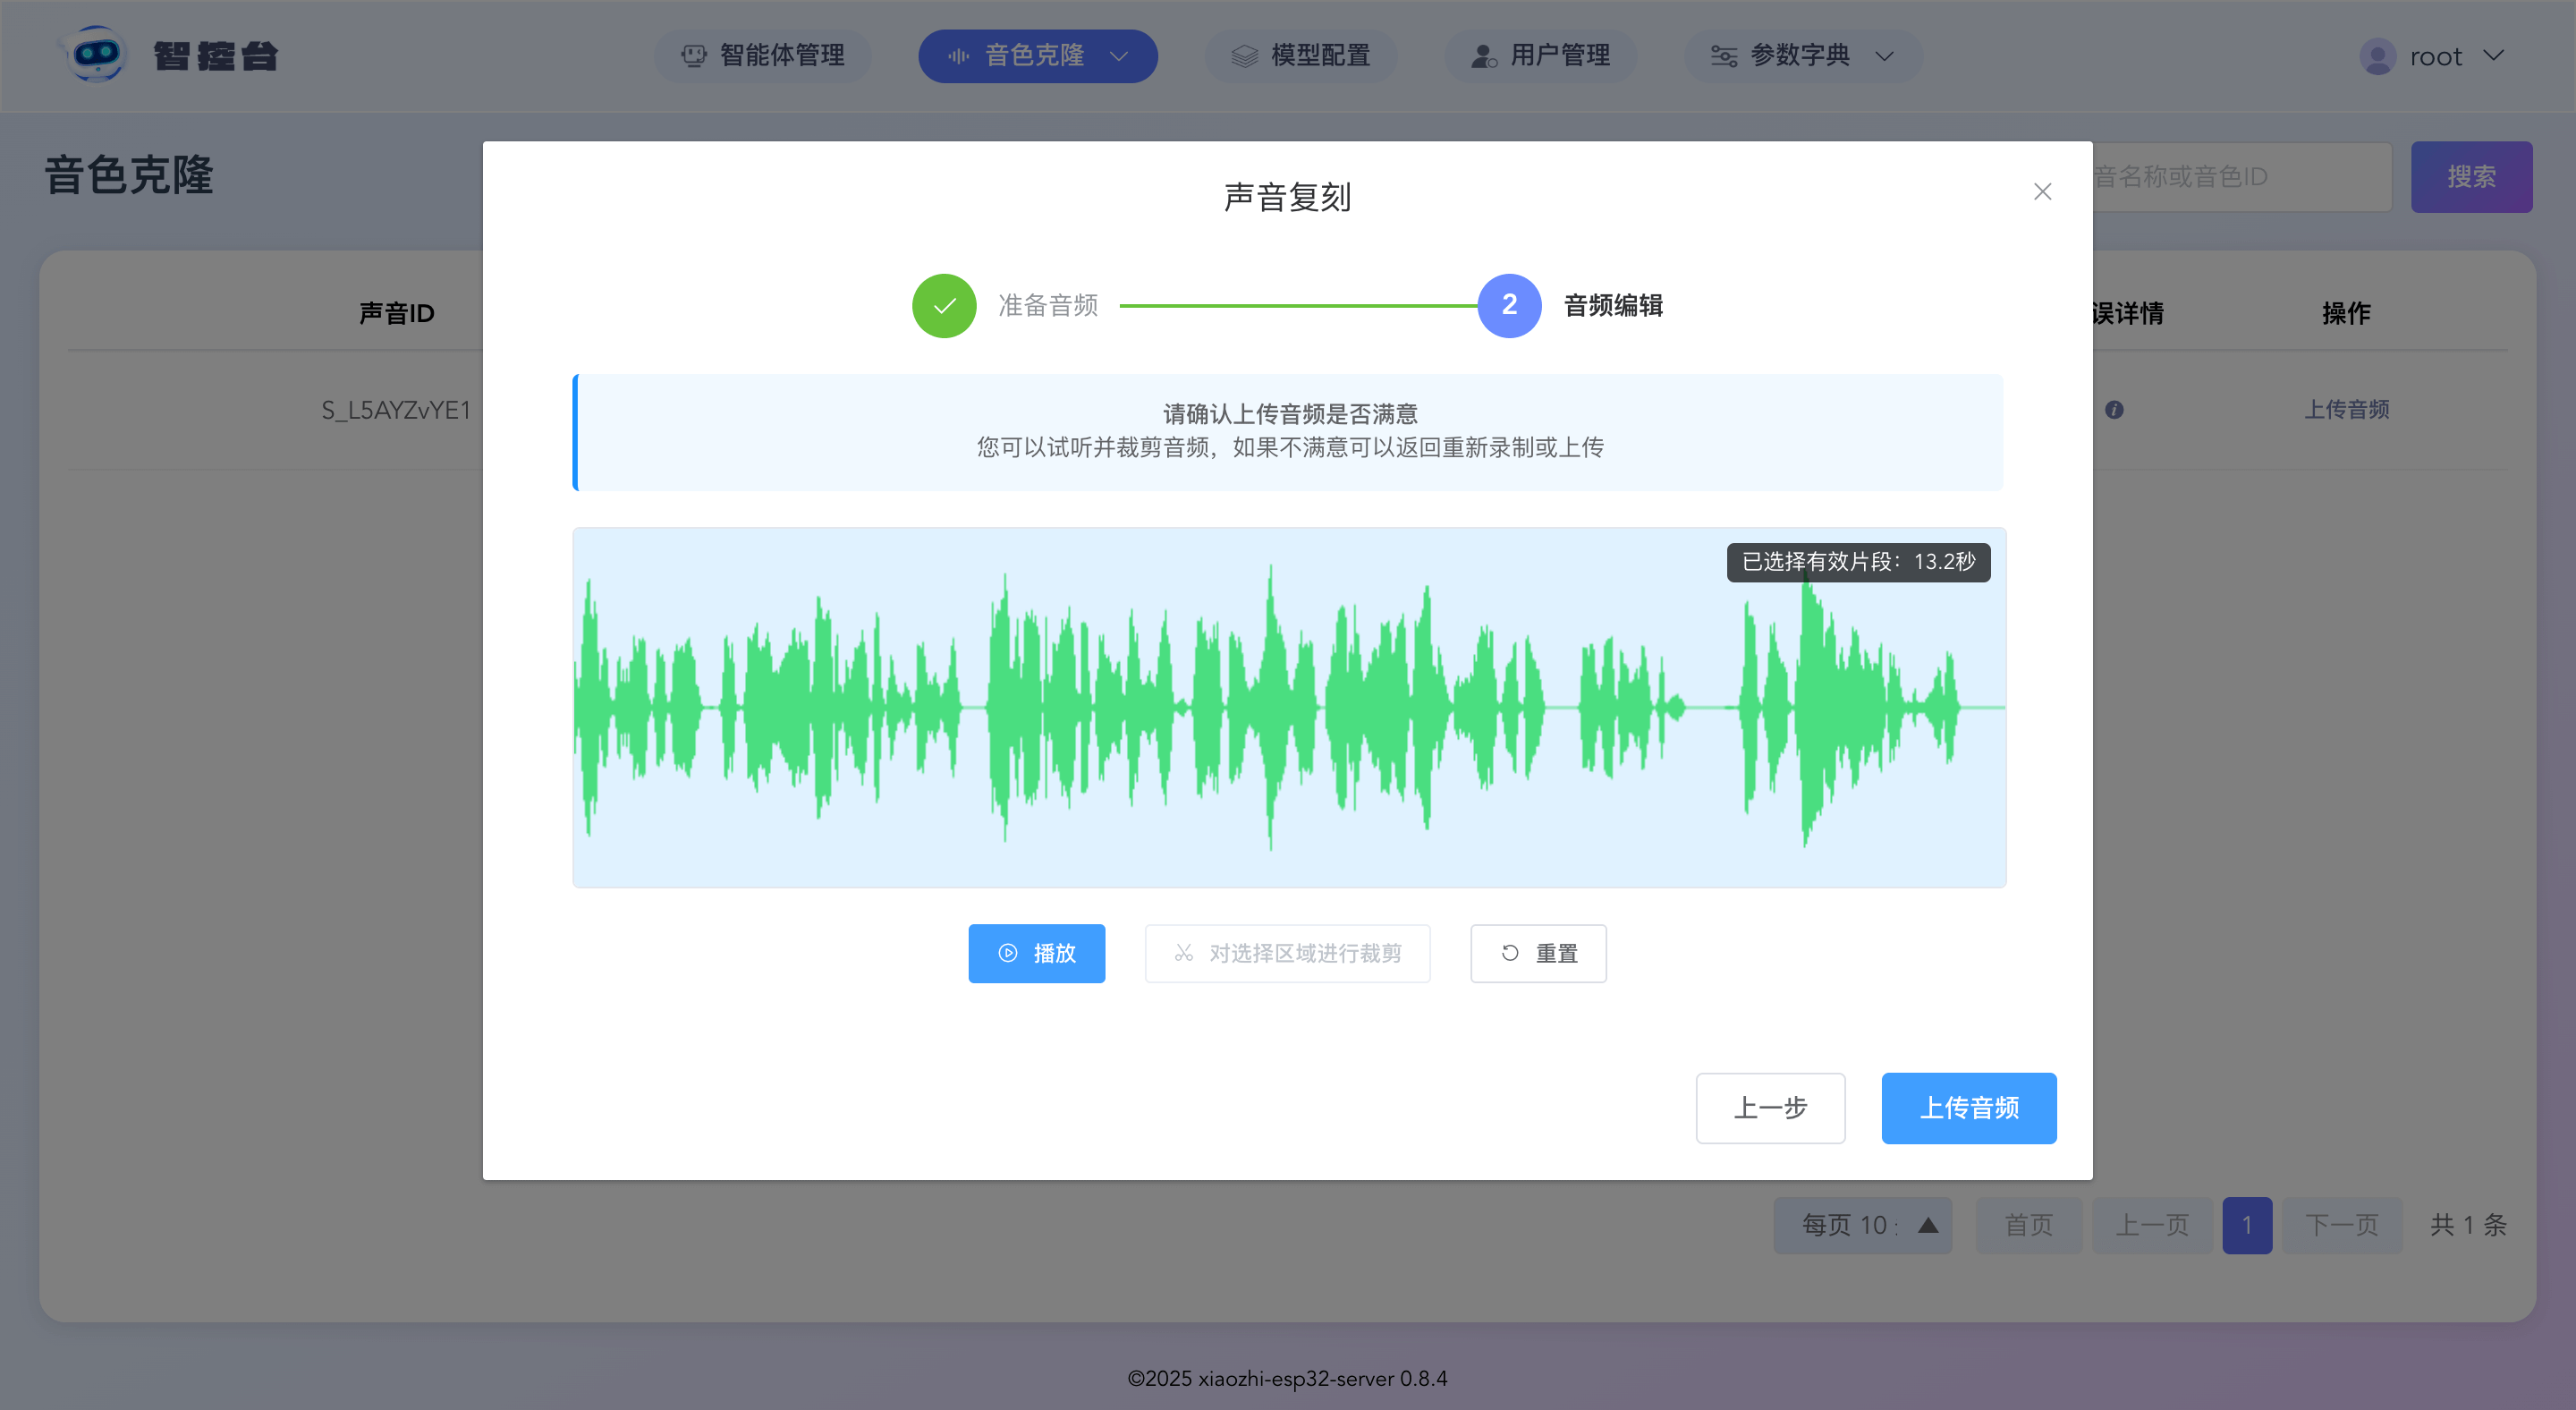 智控台
智能体管理
音色克隆
模型配置
用户管理
参数字典
root
音色克隆
音名称或音色ID
搜索
声音复刻
准备音频
2
音频编辑
请确认上传音频是否满意
您可以试听并裁剪音频，如果不满意可以返回重新录制或上传
声音ID
误详情
操作
S_L5AYZvYE1
上传音频
已选择有效片段：13.2秒
播放
对选择区域进行裁剪
重置
上一步
上传音频
每页 10
首页
上一页
1
下一页
共 1 条
©2025 xiaozhi-esp32-server 0.8.4